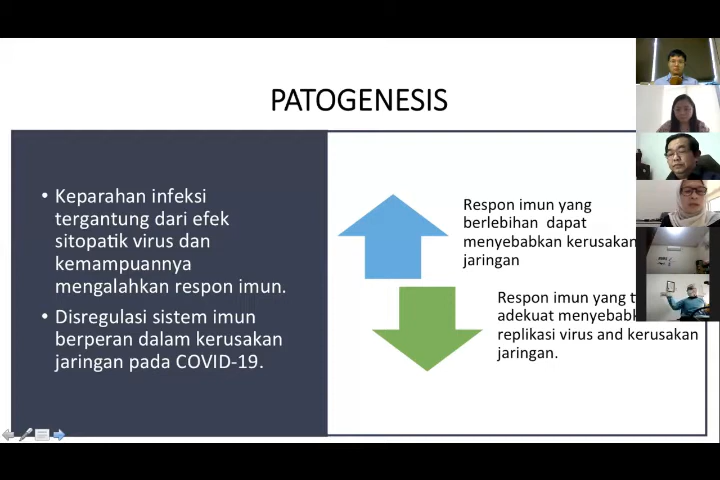 PATOGENESIS
• Keparahan infeksi
tergantung dari efek
sitopatik virus dan
kemampuannya
mengalahkan respon imun.
• Disregulasi sistem imun
berperan dalam kerusakan
jaringan pada COVID-19.
Respon imun yang
berlebihan dapat
menyebabkan kerusakan
jaringan
Respon imun yang
adekuat
replikasi virus and kerusakan
jaringan.